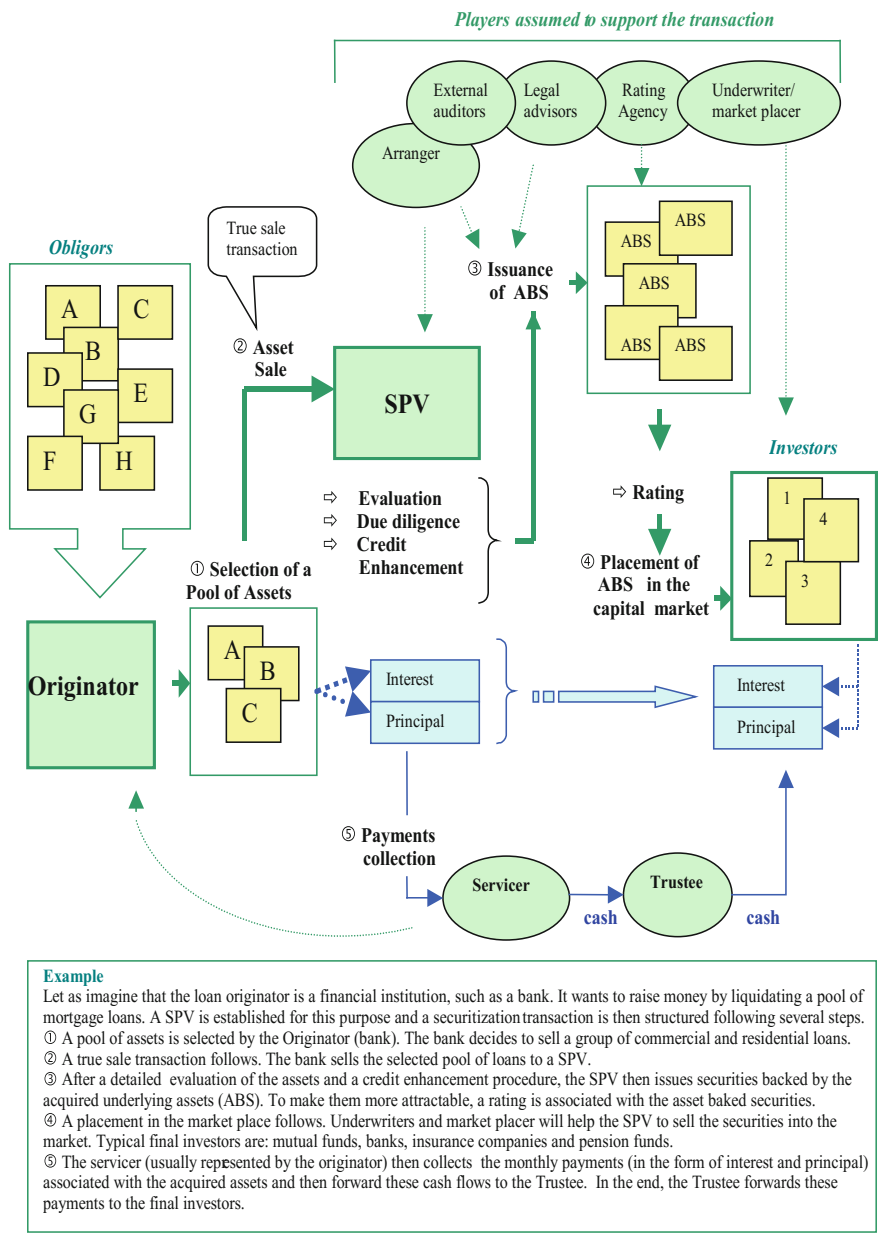 Players assumed to support the transaction
External
auditors
Legal
advisors
Rating
Agency
Underwriter/
market placer
Arranger
True sale
transaction
Obligors
A
C
B
D
E
G
F
H
③ Issuance
of ABS
ABS
ABS
ABS
ABS
ABS
② Asset
Sale
SPV
⇨ Evaluation
⇨ Due diligence
⇨ Credit
Enhancement
⇨ Rating
Investors
1
4
2
3
① Selection of a
Pool of Assets
④ Placement of
ABS in the
capital market
Originator
A
B
C
Interest
Principal
Interest
Principal
⑤ Payments
collection
Servicer
Trustee
cash
cash
Example
Let as imagine that the loan originator is a financial institution, such as a bank. It wants to raise money by liquidating a pool of
mortgage loans. A SPV is established for this purpose and a securitization transaction is then structured following several steps.
① A pool of assets is selected by the Originator (bank). The bank decides to sell a group of commercial and residential loans.
② A true sale transaction follows. The bank sells the selected pool of loans to a SPV.
③ After a detailed evaluation of the assets and a credit enhancement procedure, the SPV then issues securities backed by the
acquired underlying assets (ABS). To make them more attractable, a rating is associated with the asset baked securities.
④ A placement in the market place follows. Underwriters and market placer will help the SPV to sell the securities into the
market. Typical final investors are: mutual funds, banks, insurance companies and pension funds.
⑤ The servicer (usually represented by the originator) then collects the monthly payments (in the form of interest and principal)
associated with the acquired assets and then forward these cash flows to the Trustee. In the end, the Trustee forwards these
payments to the final investors.